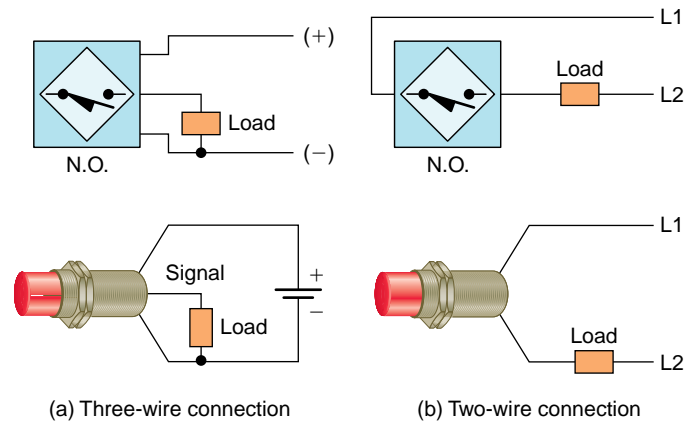 (+)
Load
(−)
N.O.
L1
Load
L2
N.O.
Signal
+
−
Load
L1
Load
L2
(a) Three-wire connection
(b) Two-wire connection